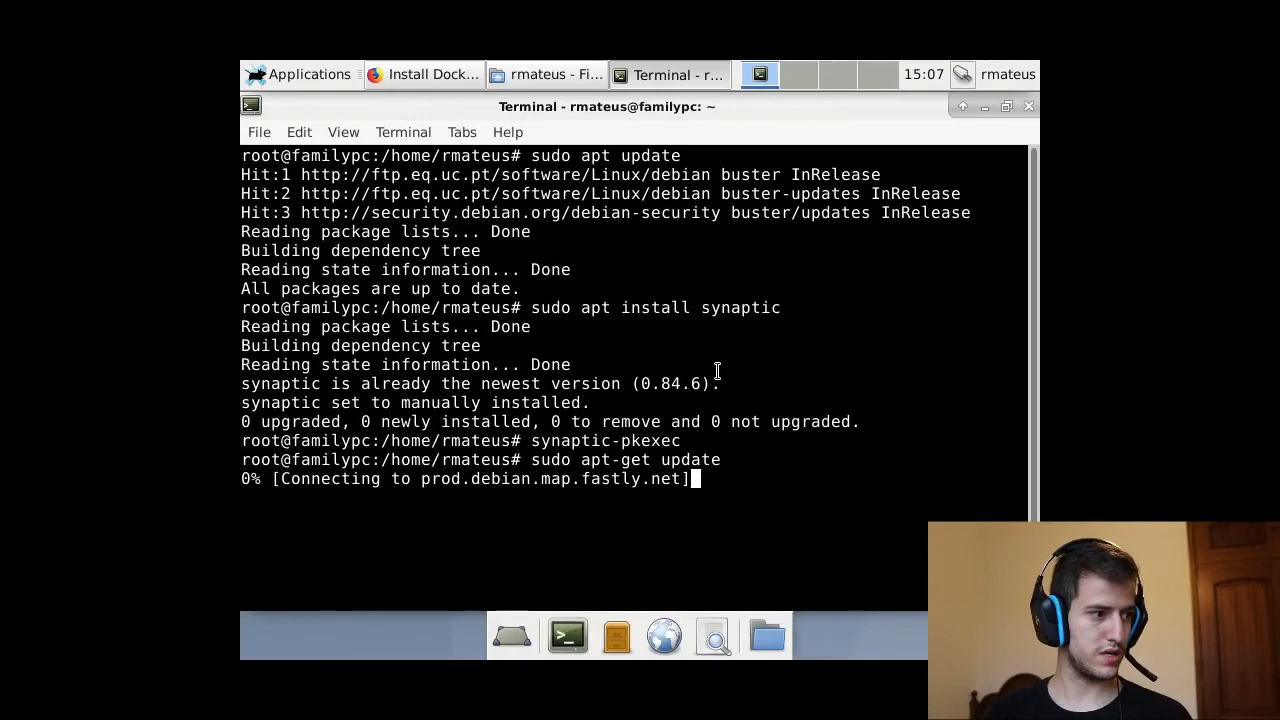 Applications
Install Dock...
rmateus - Fi...
Terminal - r...
15:07
rmateus
Terminal - rmateus@familypc: ~
File Edit View Terminal Tabs Help
root@familypc:/home/rmateus# sudo apt update
Hit:1 http://ftp.eq.uc.pt/software/Linux/debian buster InRelease
Hit:2 http://ftp.eq.uc.pt/software/Linux/debian buster-updates InRelease
Hit:3 http://security.debian.org/debian-security buster/updates InRelease
Reading package lists... Done
Building dependency tree
Reading state information... Done
All packages are up to date.
root@familypc:/home/rmateus# sudo apt install synaptic
Reading package lists... Done
Building dependency tree
Reading state information... Done
synaptic is already the newest version (0.84.6).
synaptic set to manually installed.
0 upgraded, 0 newly installed, 0 to remove and 0 not upgraded.
root@familypc:/home/rmateus# synaptic-pkexec
root@familypc:/home/rmateus# sudo apt-get update
0% [Connecting to prod.debian.map.fastly.net]